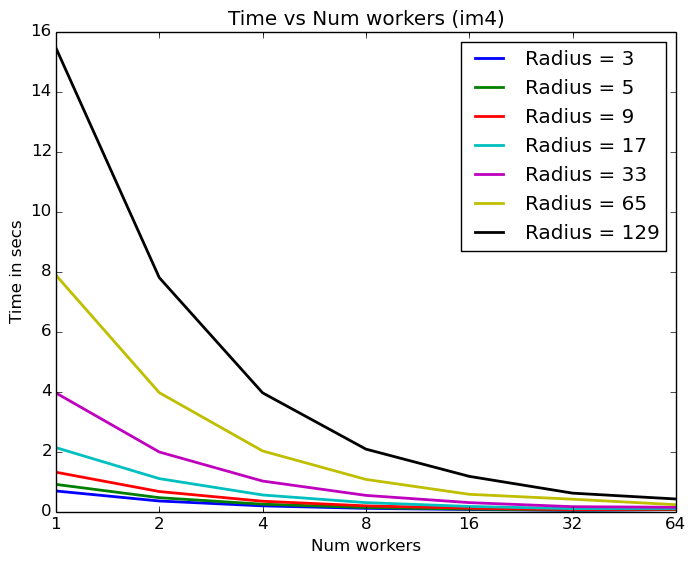 Time vs Num workers (im4)
16
14
12
10
8
6
4
2
0
Time in secs
Radius = 3
Radius = 5
Radius = 9
Radius = 17
Radius = 33
Radius = 65
Radius = 129
1 2 4 8 16 32 64
Num workers